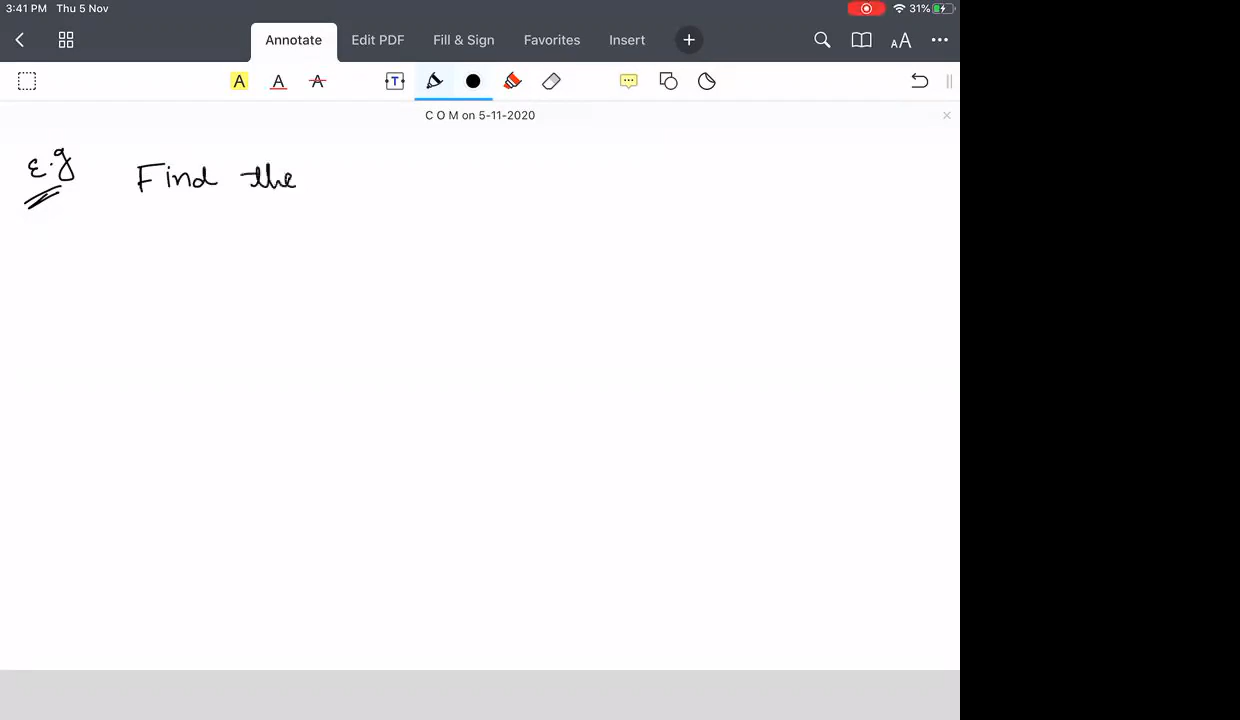 3:41 PM Thu 5 Nov 31%
Annotate Edit PDF Fill & Sign Favorites Insert
A A A T AA
C O M on 5-11-2020
E.g Find the